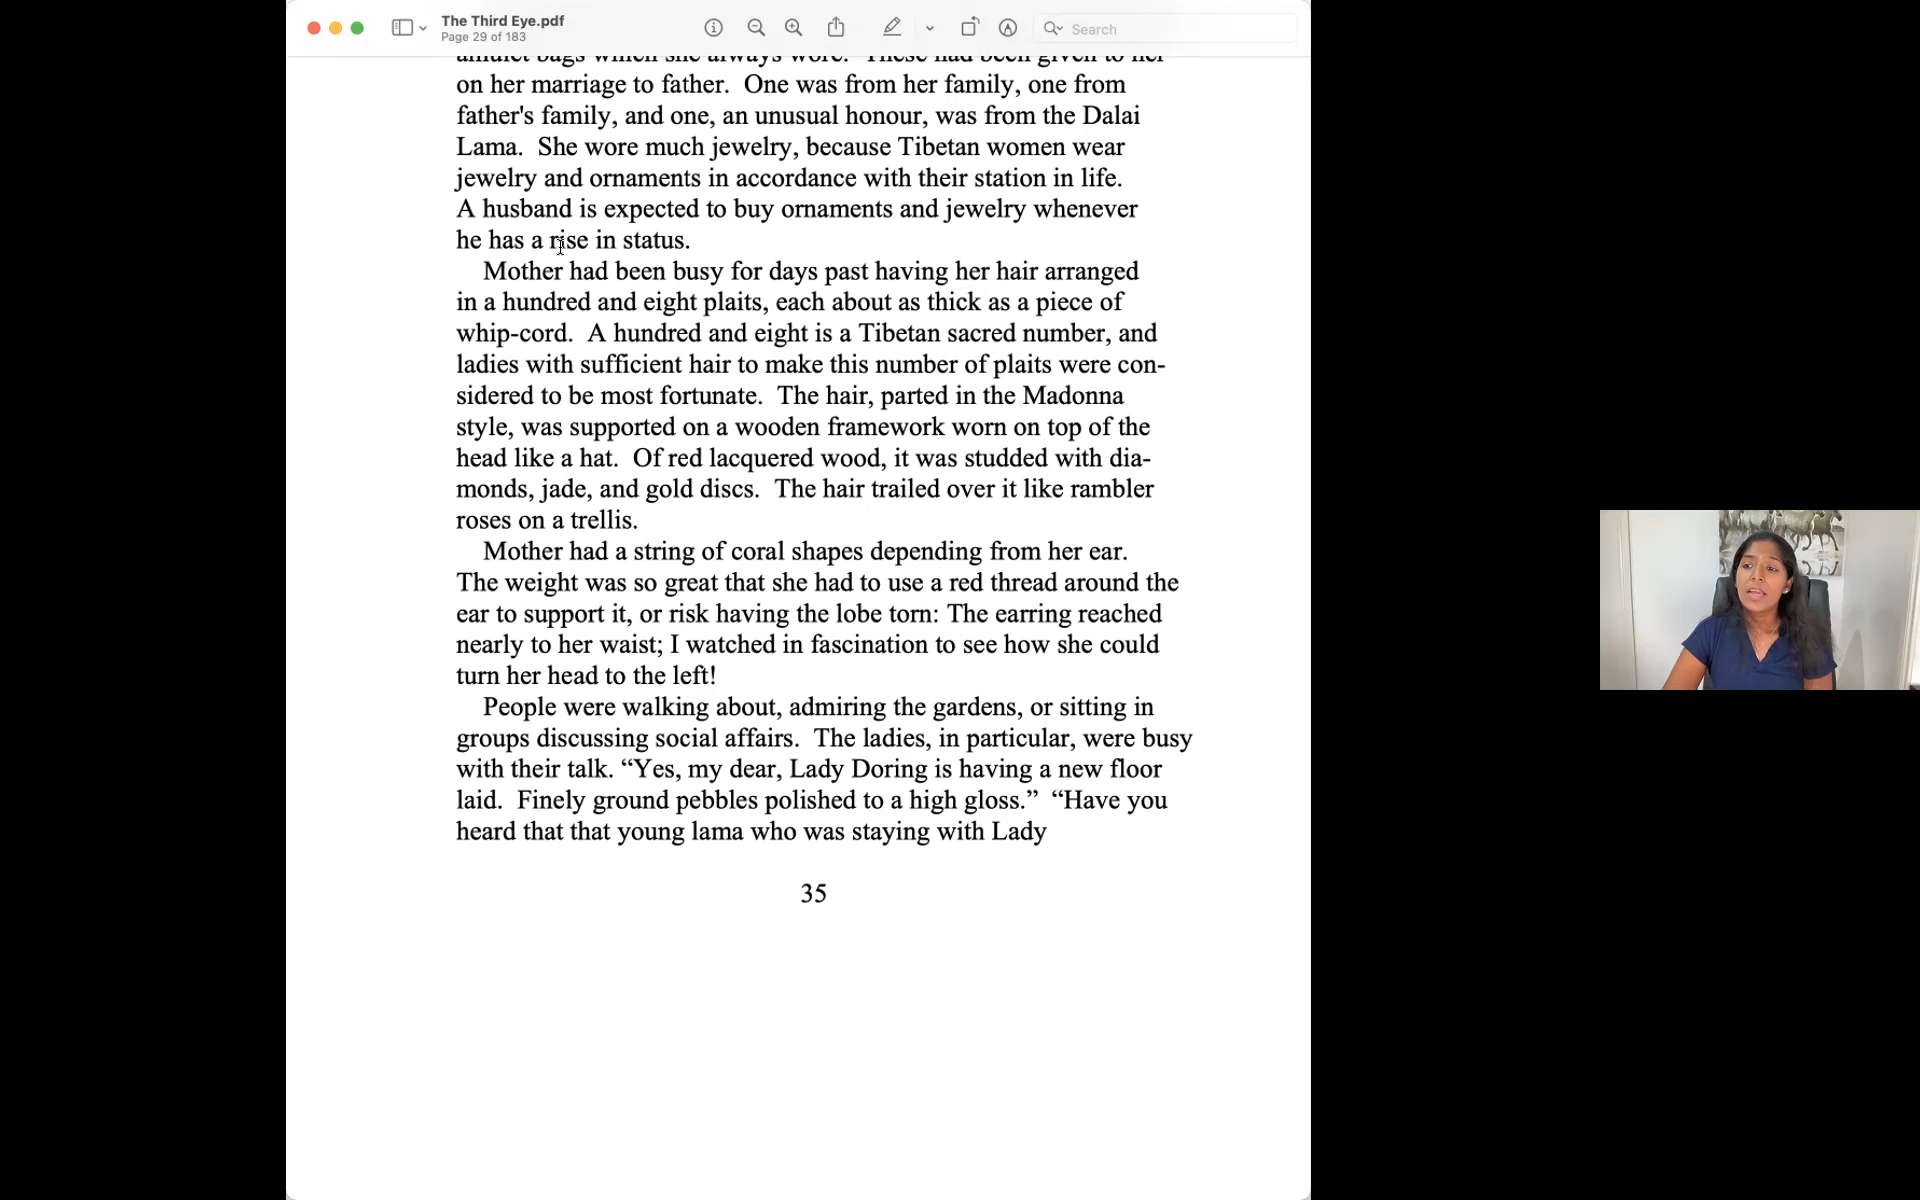 The Third Eye.pdf
Page 29 of 183
Search
amulet bags which she always wore.  These had been given to her
on her marriage to father.  One was from her family, one from
father's family, and one, an unusual honour, was from the Dalai
Lama.  She wore much jewelry, because Tibetan women wear
jewelry and ornaments in accordance with their station in life.
A husband is expected to buy ornaments and jewelry whenever
he has a rise in status.
Mother had been busy for days past having her hair arranged
in a hundred and eight plaits, each about as thick as a piece of
whip-cord.  A hundred and eight is a Tibetan sacred number, and
ladies with sufficient hair to make this number of plaits were con-
sidered to be most fortunate.  The hair, parted in the Madonna
style, was supported on a wooden framework worn on top of the
head like a hat.  Of red lacquered wood, it was studded with dia-
monds, jade, and gold discs.  The hair trailed over it like rambler
roses on a trellis.
Mother had a string of coral shapes depending from her ear.
The weight was so great that she had to use a red thread around the
ear to support it, or risk having the lobe torn: The earring reached
nearly to her waist; I watched in fascination to see how she could
turn her head to the left!
People were walking about, admiring the gardens, or sitting in
groups discussing social affairs.  The ladies, in particular, were busy
with their talk. “Yes, my dear, Lady Doring is having a new floor
laid.  Finely ground pebbles polished to a high gloss.”  “Have you
heard that that young lama who was staying with Lady
35